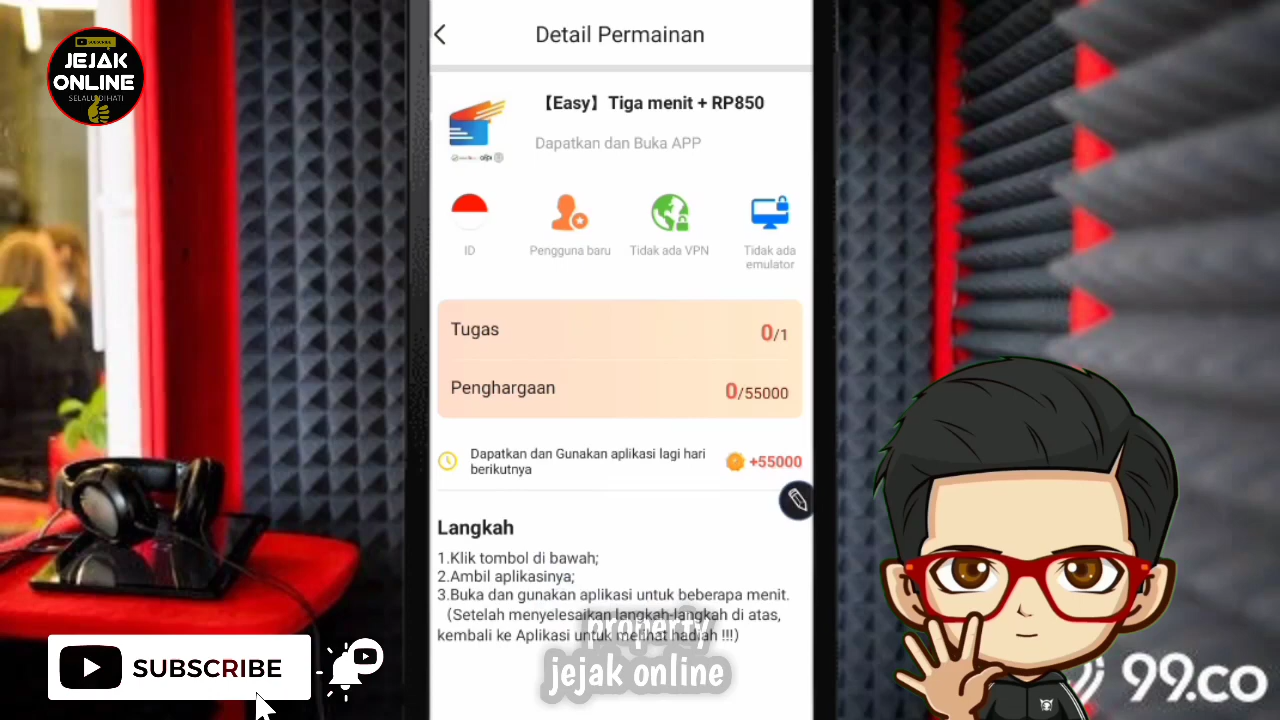 SUBSCRIBE
JEJAK
ONLINE
SELALU DIHATI
Detail Permainan
【Easy】Tiga menit + RP850
Dapatkan dan Buka APP
ID
Pengguna baru
Tidak ada VPN
Tidak ada
emulator
Tugas
0/1
Penghargaan
0/55000
Dapatkan dan Gunakan aplikasi lagi hari
berikutnya
+55000
Langkah
1.Klik tombol di bawah;
2.Ambil aplikasinya;
3.Buka dan gunakan aplikasi untuk beberapa menit.
（Setelah menyelesaikan langkah-langkah di atas,
kembali ke Aplikasi untuk melihat hadiah !!!）
property
jejak online
SUBSCRIBE
99.co